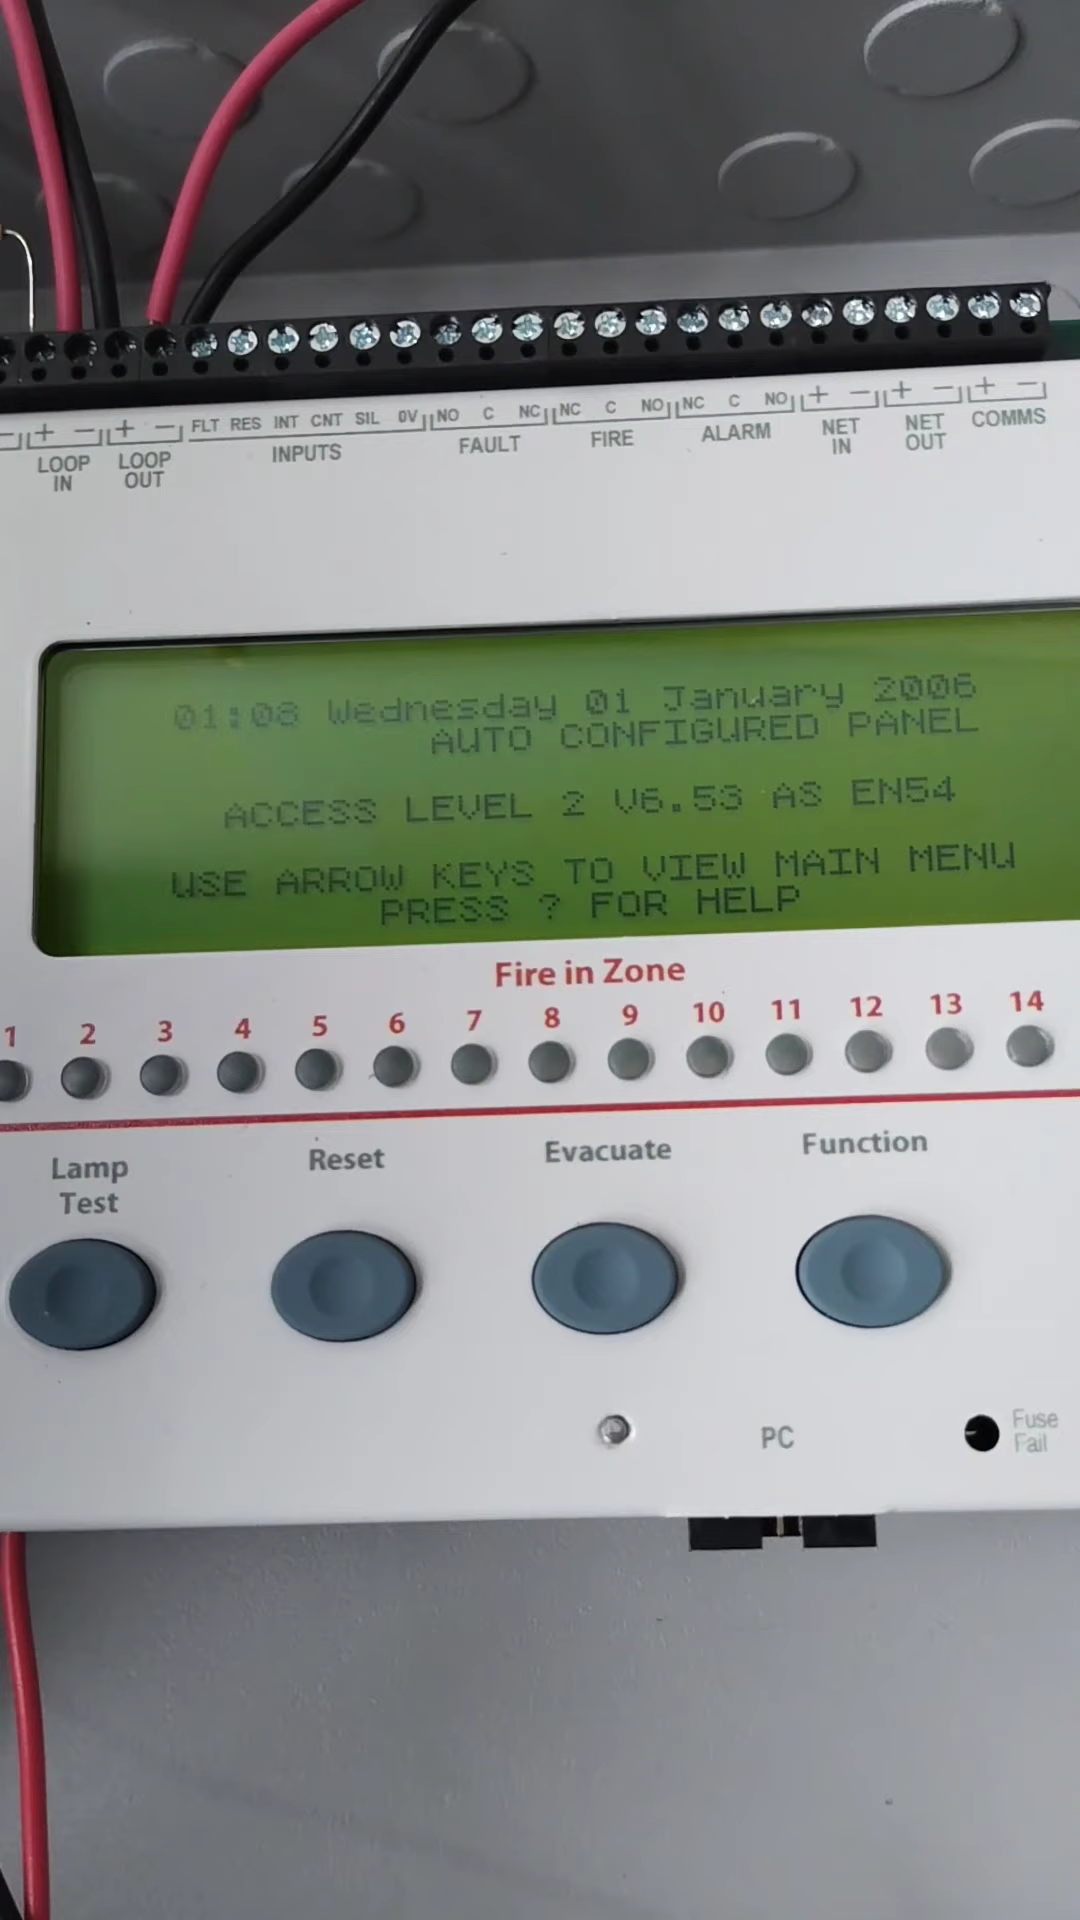 + − + − FLT RES INT CNT SIL 0V NO C NC NC C NO NC C NO + − + − + −
LOOP IN
LOOP OUT
INPUTS
FAULT
FIRE
ALARM
NET IN
NET OUT
COMMS
01:08 Wednesday 01 January 2006
AUTO CONFIGURED PANEL
ACCESS LEVEL 2 V6.53 AS EN54
USE ARROW KEYS TO VIEW MAIN MENU
PRESS ? FOR HELP
Fire in Zone
1 2 3 4 5 6 7 8 9 10 11 12 13 14
Lamp Test
Reset
Evacuate
Function
PC
Fuse
Fail